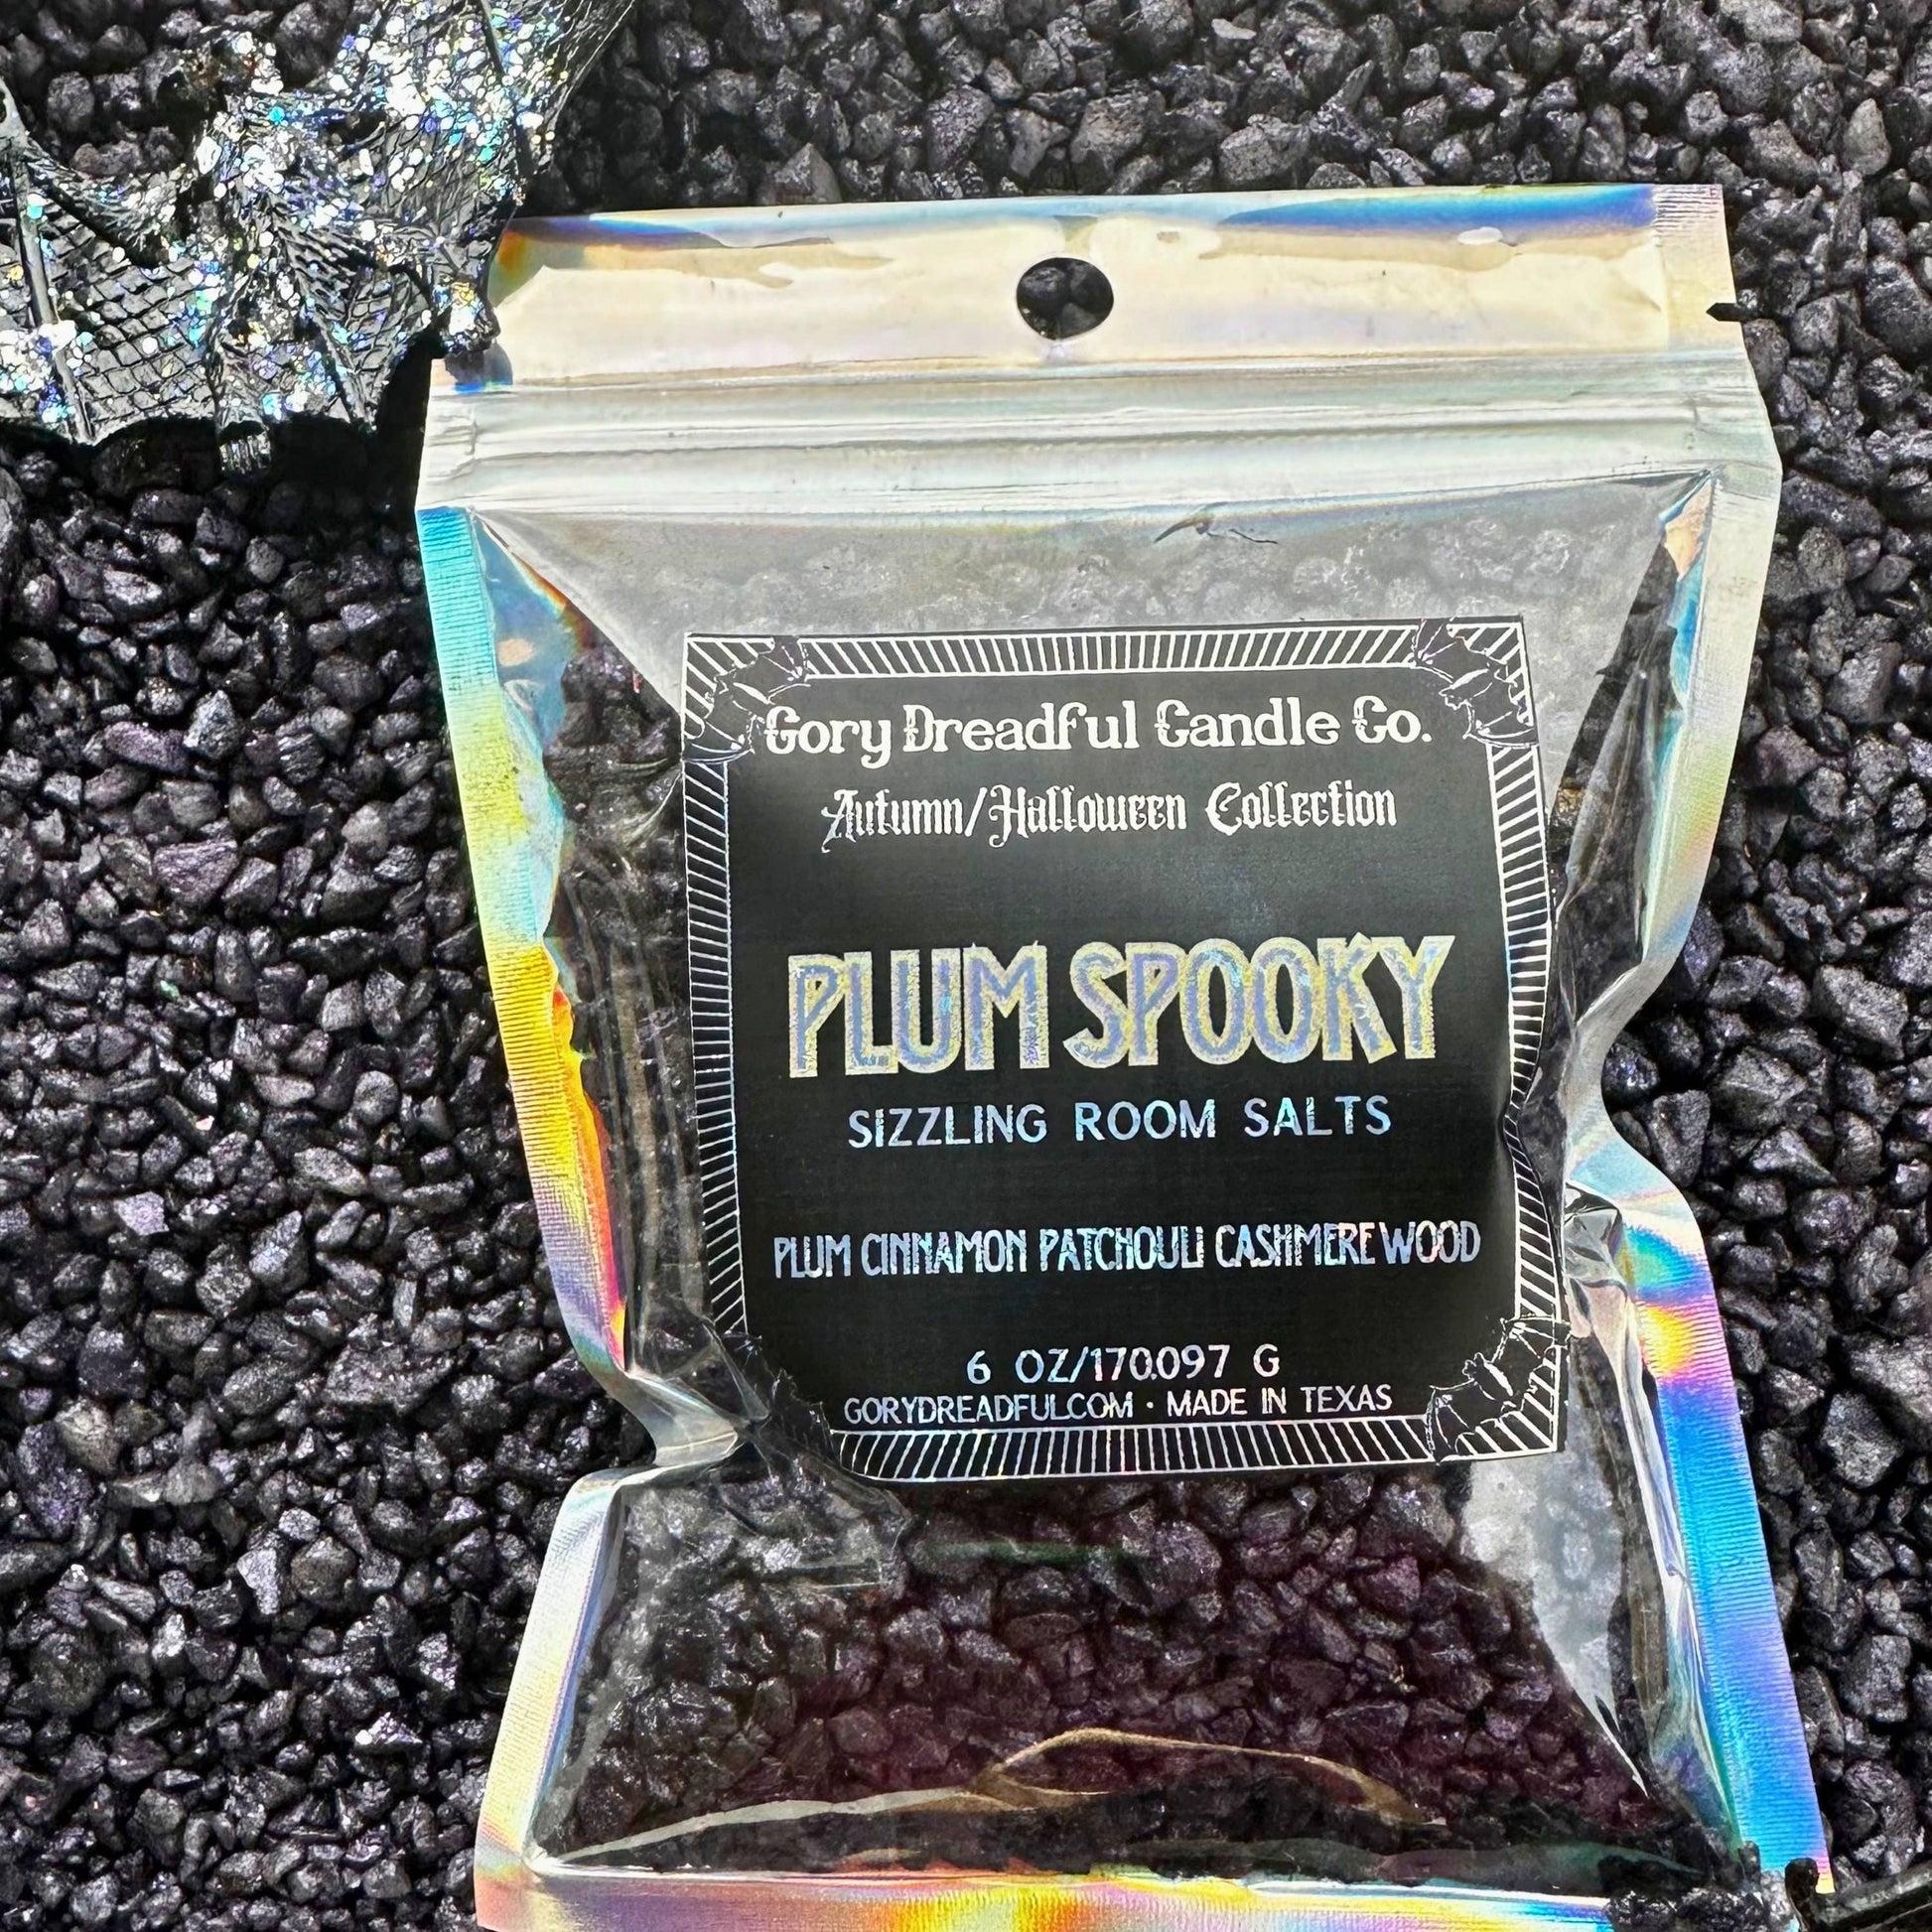 Gory Dreadful Candle Co.
Autumn/Halloween Collection
PLUM SPOOKY
SIZZLING ROOM SALTS
PLUM CINNAMON PATCHOULI CASHMERE WOOD
6 OZ/170.097 G
GORYDREADFUL.COM · MADE IN TEXAS